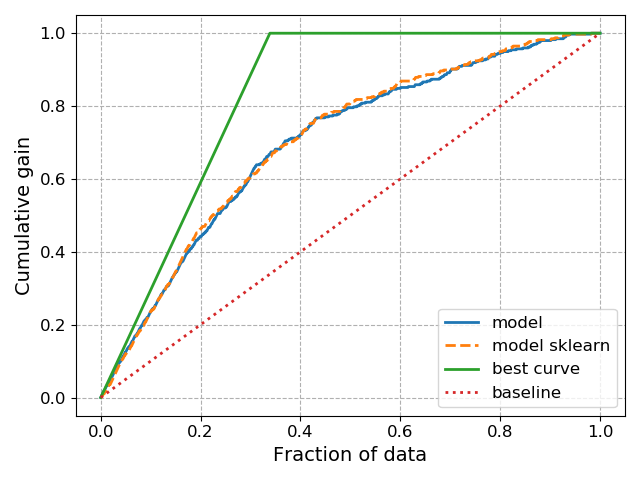 1.0
0.8
0.6
0.4
0.2
0.0
Cumulative gain
model
model sklearn
best curve
baseline
0.0 0.2 0.4 0.6 0.8 1.0
Fraction of data